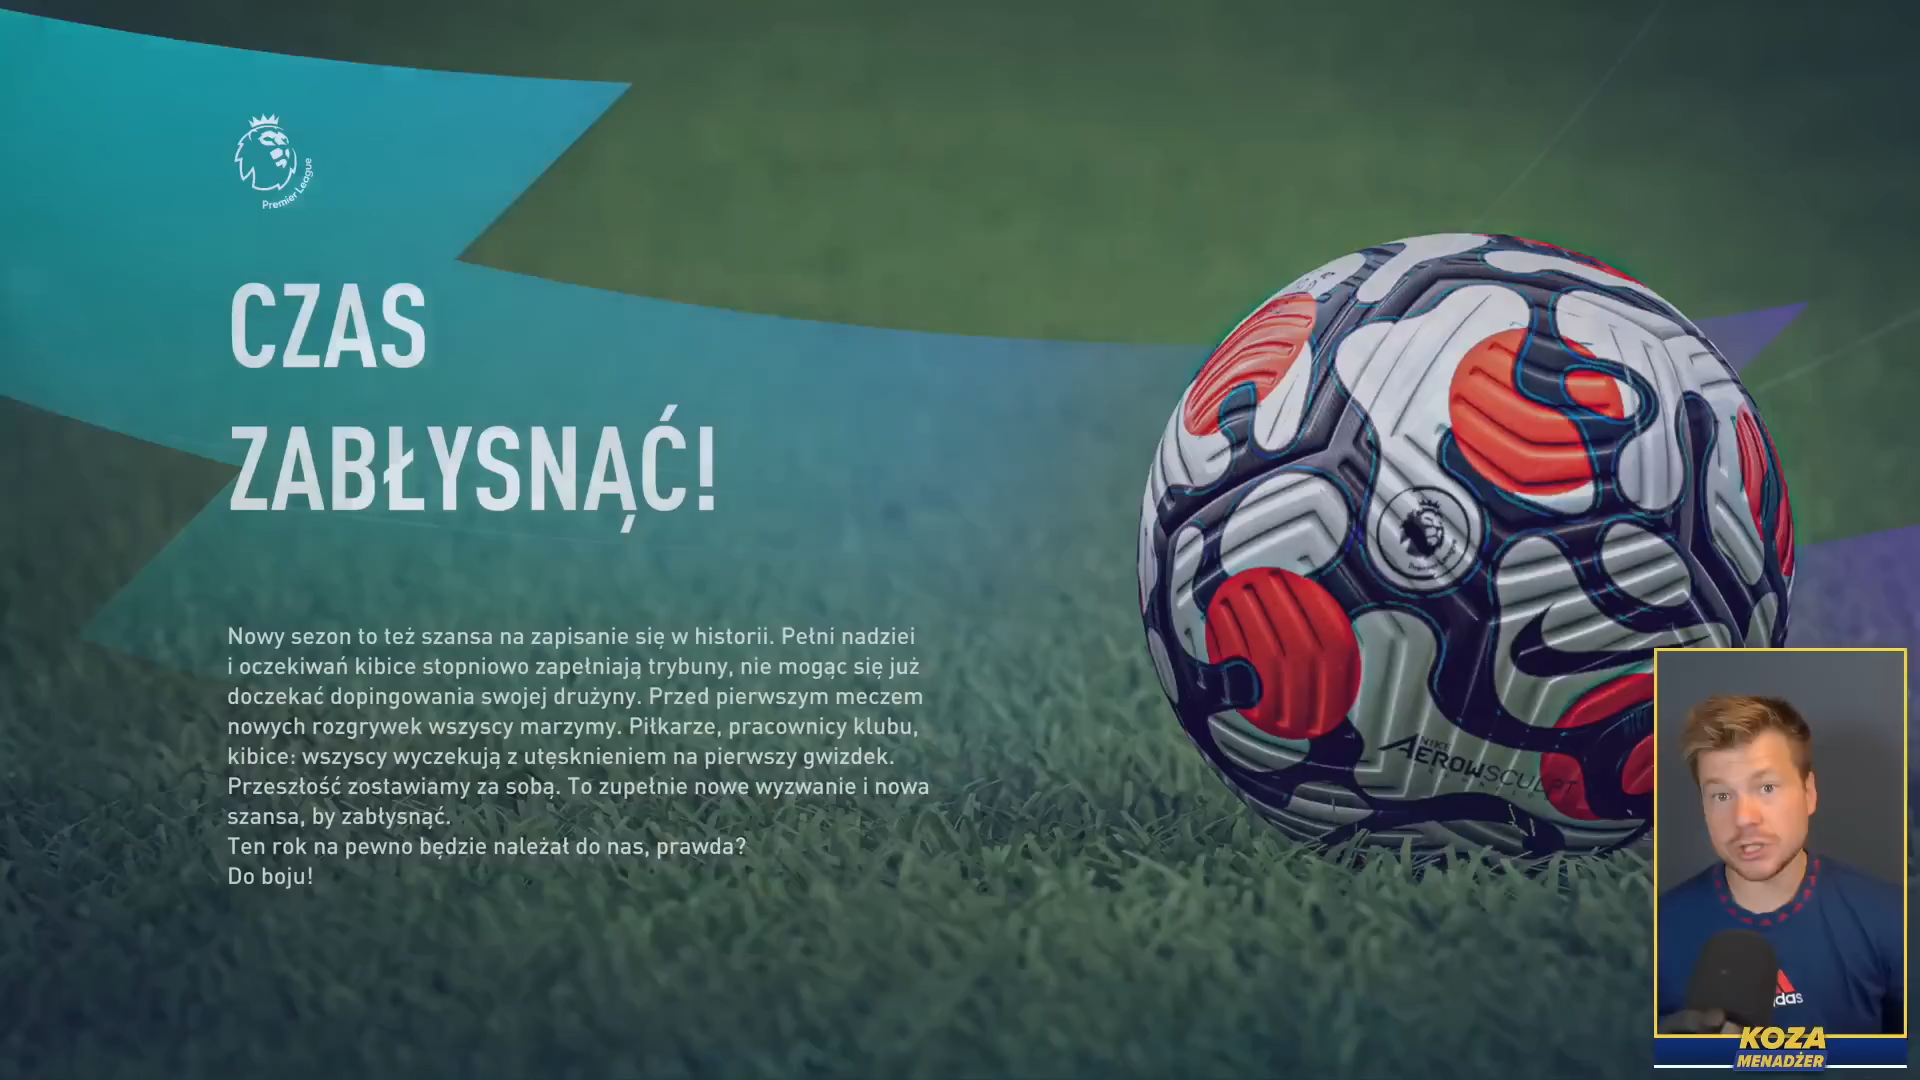 Premier League
CZAS
ZABŁYSNĄĆ!
Nowy sezon to też szansa na zapisanie się w historii. Pełni nadziei
i oczekiwań kibice stopniowo zapełniają trybuny, nie mogąc się już
doczekać dopingowania swojej drużyny. Przed pierwszym meczem
nowych rozgrywek wszyscy marzymy. Piłkarze, pracownicy klubu,
kibice: wszyscy wyczekują z utęsknieniem na pierwszy gwizdek.
Przeszłość zostawiamy za sobą. To zupełnie nowe wyzwanie i nowa
szansa, by zabłysnąć.
Ten rok na pewno będzie należał do nas, prawda?
Do boju!
NIKE
AEROWSCULPT
das
KOZA
MENADŻER